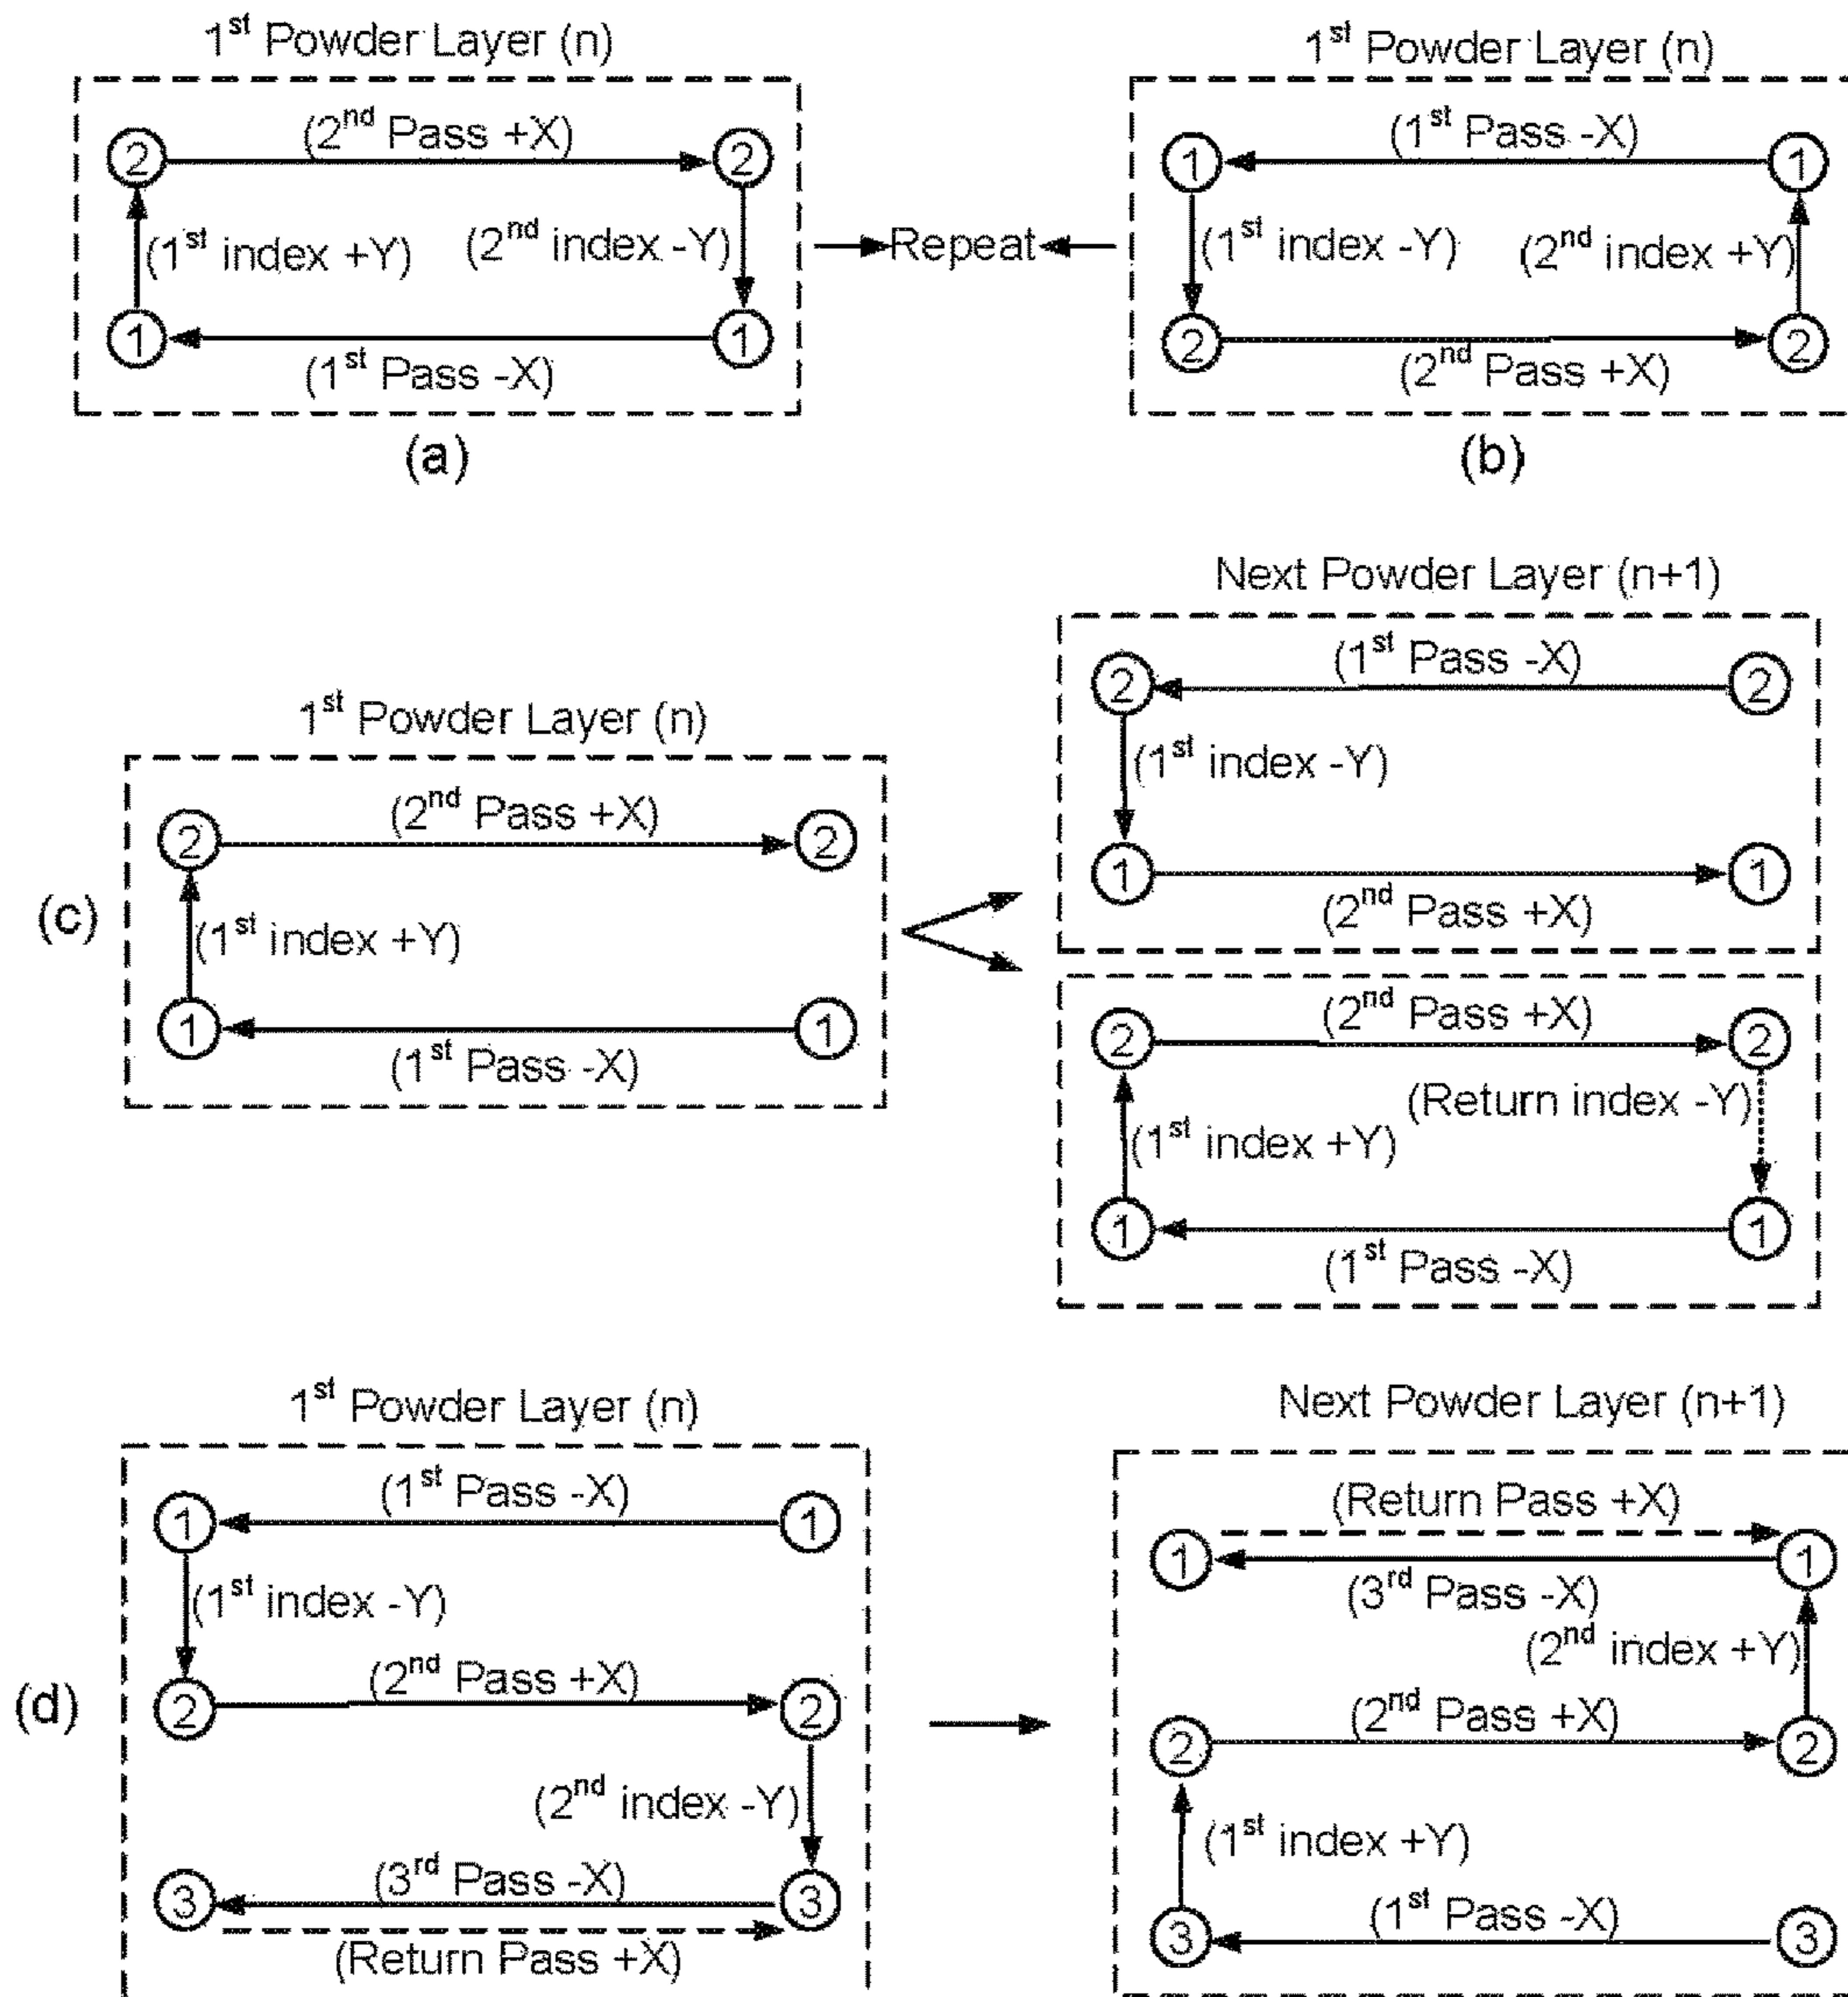 1st Powder Layer (n)
2 (2nd Pass +X) 2
(1st index +Y) (2nd index -Y)
1 (1st Pass -X) 1
(a)
Repeat
1st Powder Layer (n)
1 (1st Pass -X) 1
(1st index -Y) (2nd index +Y)
2 (2nd Pass +X) 2
(b)
(c)
1st Powder Layer (n)
2 (2nd Pass +X) 2
(1st index +Y)
1 (1st Pass -X) 1
Next Powder Layer (n+1)
2 (1st Pass -X) 2
(1st index -Y)
1 (2nd Pass +X) 1
2 (2nd Pass +X) 2
(Return index -Y)
(1st index +Y)
1 (1st Pass -X) 1
(d)
1st Powder Layer (n)
1 (1st Pass -X) 1
(1st index -Y)
2 (2nd Pass +X) 2
(2nd index -Y)
3 (3rd Pass -X) 3
(Return Pass +X)
Next Powder Layer (n+1)
(Return Pass +X)
1 (3rd Pass -X) 1
(2nd index +Y)
2 (2nd Pass +X) 2
(1st index +Y)
3 (1st Pass -X) 3